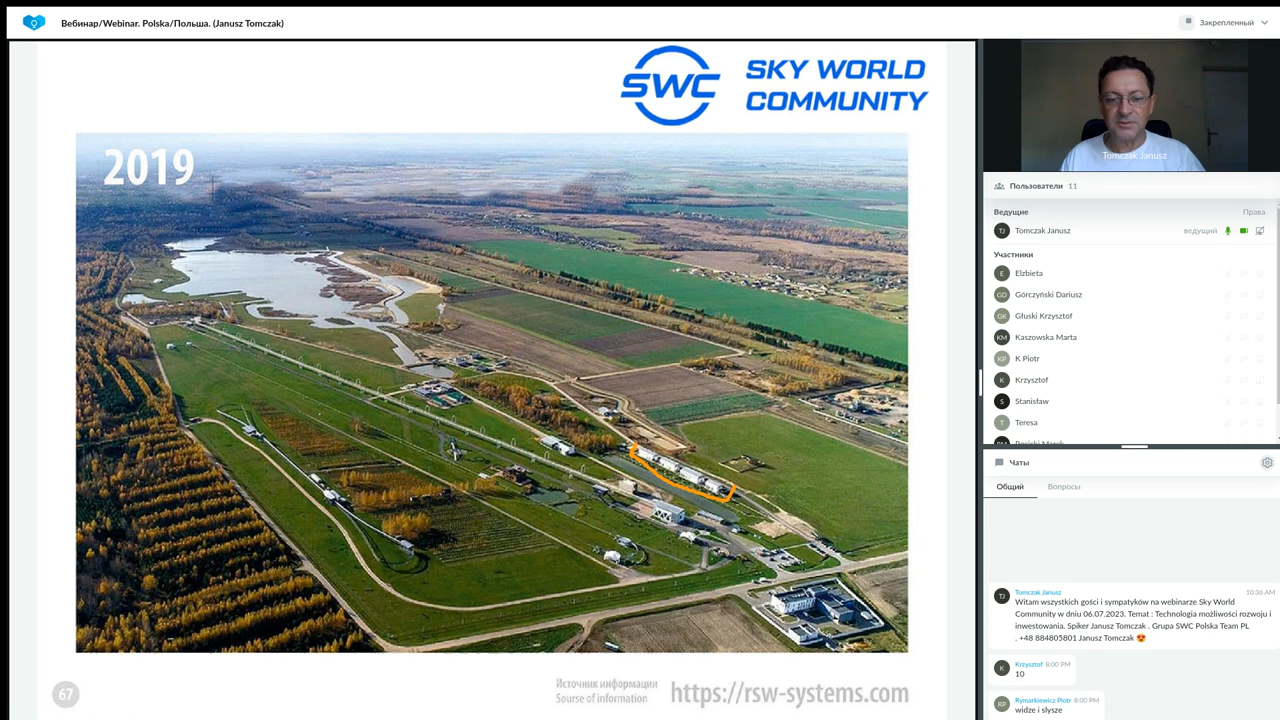 Вебинар/Webinar. Polska/Польша. (Janusz Tomczak)
Закрепленный
SWC
SKY WORLD
COMMUNITY
2019
67
Источник информации
Sourse of information
https://rsw-systems.com
Tomczak Janusz
Пользователи 11
Ведущие Права
TJ Tomczak Janusz ведущий
Участники
E Elzbieta
GD Górczyński Dariusz
GK Głuski Krzysztof
KM Kaszowska Marta
KP K Piotr
K Krzysztof
S Stanisław
T Teresa
Чаты
Общий Вопросы
TJ Tomczak Janusz 10:36 AM
Witam wszystkich gości i sympatyków na webinarze Sky World
Community w dniu 06.07.2023. Temat : Technologia możliwości rozwoju i
inwestowania. Spiker Janusz Tomczak . Grupa SWC Polska Team PL
. +48 884805801 Janusz Tomczak 😍
K Krzysztof 8:00 PM
10
RP Rymarkiewicz Piotr 8:00 PM
widze i slysze